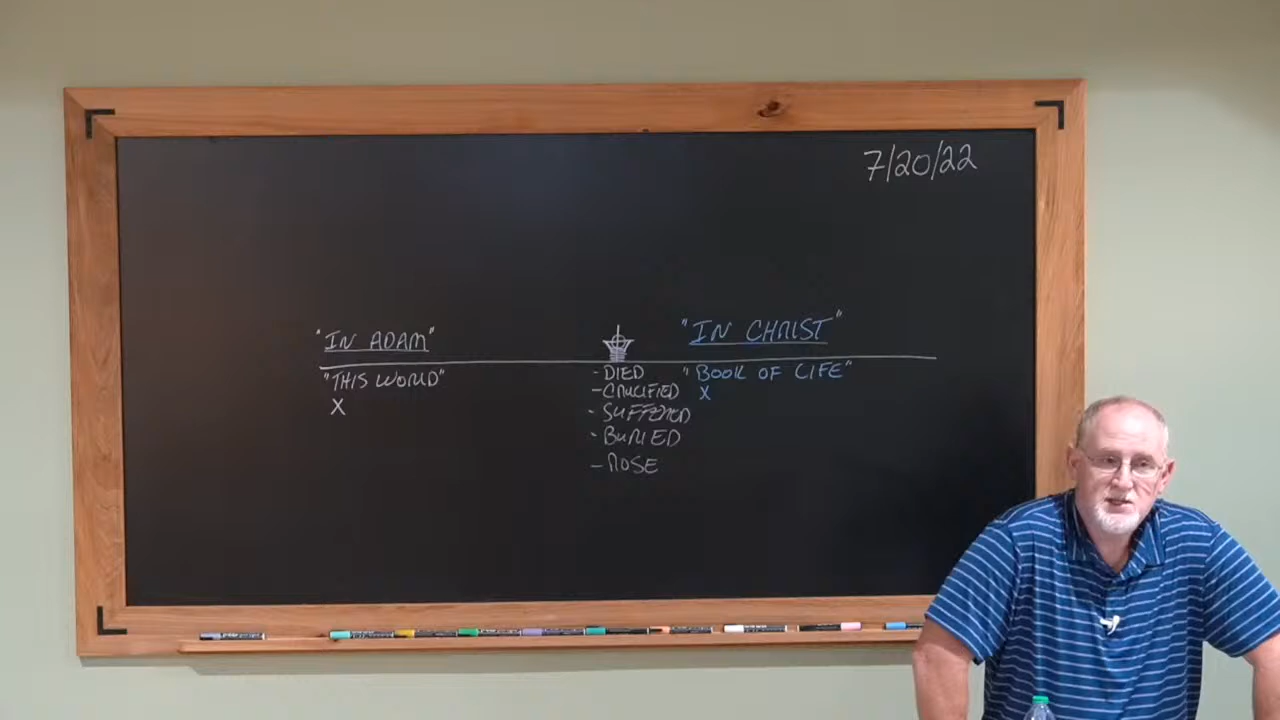 7/20/22
"IN ADAM"
"IN CHRIST"
"THIS WORLD"
X
- DIED
- CRUCIFIED
- SUFFERED
- BURIED
- ROSE
"BOOK OF LIFE"
X